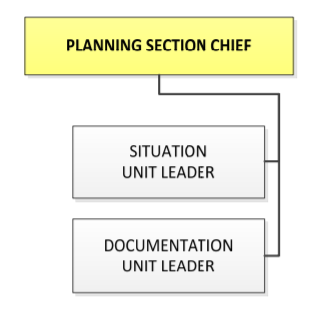 PLANNING SECTION CHIEF
SITUATION
UNIT LEADER
DOCUMENTATION
UNIT LEADER